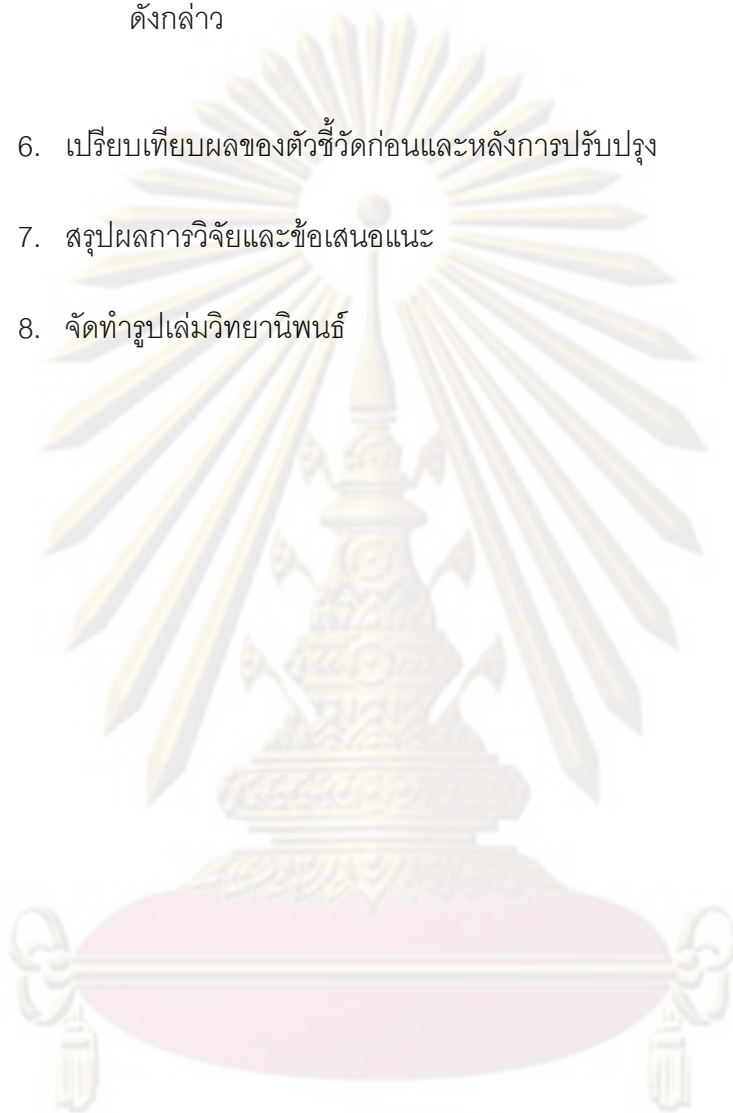 ดังกล่าว
6. เปรียบเทียบผลของตัวชี้วัดก่อนและหลังการปรับปรุง
7. สรุปผลการวิจัยและข้อเสนอแนะ
8. จัดทำรูปเล่มวิทยานิพนธ์